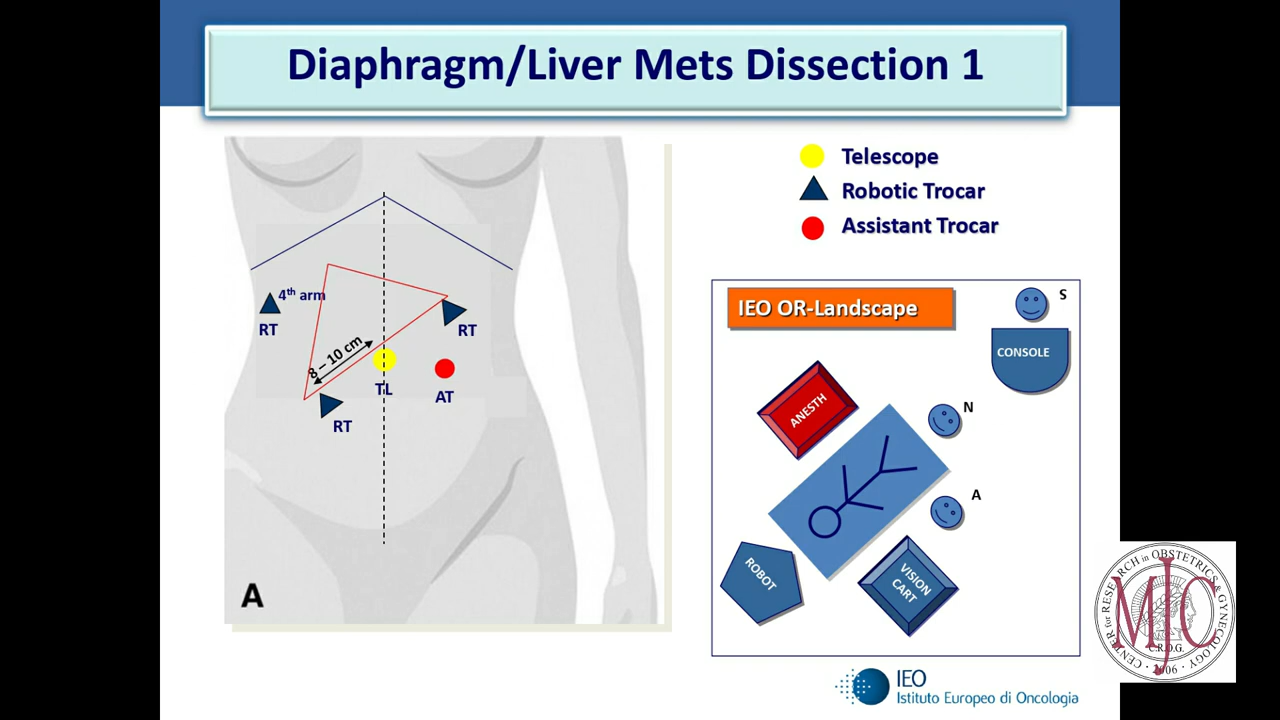 Diaphragm/Liver Mets Dissection 1
Telescope
Robotic Trocar
Assistant Trocar
4th arm
RT
RT
8 – 10 cm
TL
AT
RT
A
IEO OR-Landscape
S
CONSOLE
ANESTH
N
A
ROBOT
VISION
CART
IEO
Istituto Europeo di Oncologia
CENTER for RESEARCH in OBSTETRICS & GYNECOLOGY
MJC
C.R.D.G.
· 2006 ·